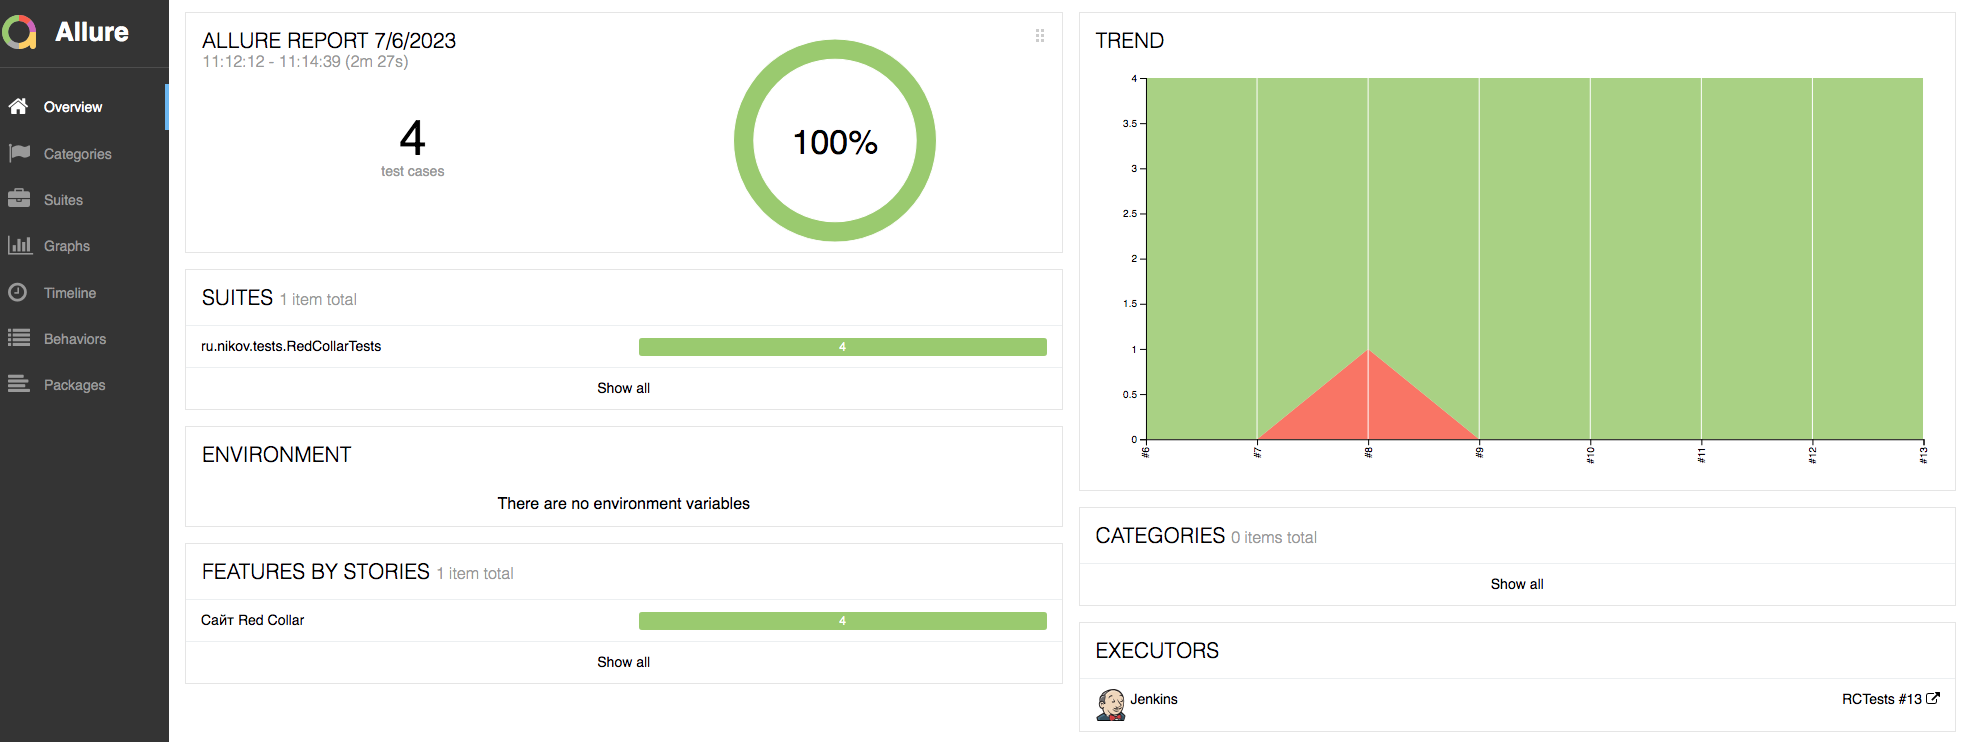 Allure
Overview
Categories
Suites
Graphs
Timeline
Behaviors
Packages
ALLURE REPORT 7/6/2023
11:12:12 - 11:14:39 (2m 27s)
4
test cases
100%
SUITES 1 item total
ru.nikov.tests.RedCollarTests 4
Show all
ENVIRONMENT
There are no environment variables
FEATURES BY STORIES 1 item total
Сайт Red Collar 4
Show all
TREND
4
3.5
3
2.5
2
1.5
1
0.5
0
#6 #7 #8 #9 #10 #11 #12 #13
CATEGORIES 0 items total
Show all
EXECUTORS
Jenkins RCTests #13